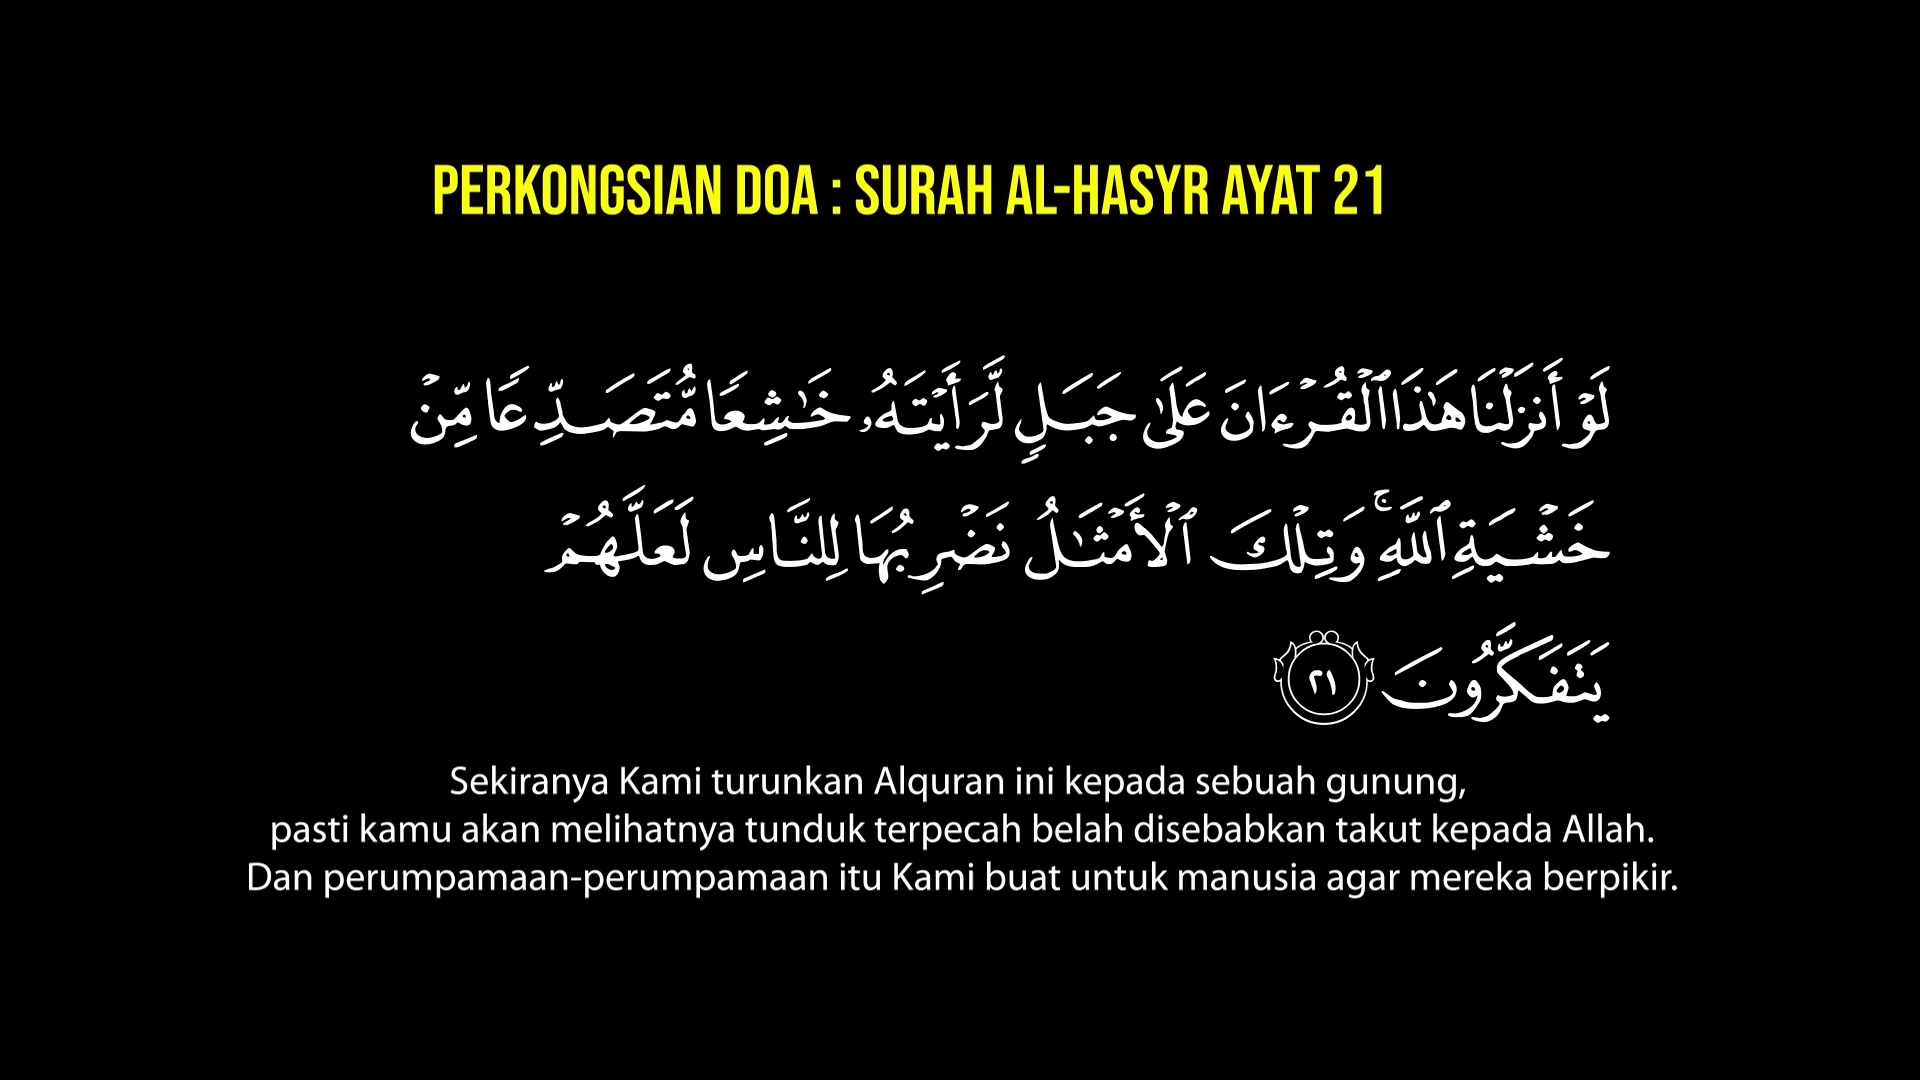 PERKONGSIAN DOA : SURAH AL-HASYR AYAT 21
لَوۡ أَنزَلۡنَا هَٰذَا ٱلۡقُرۡءَانَ عَلَىٰ جَبَلٍ لَّرَأَيۡتَهُۥ خَٰشِعًا مُّتَصَدِّعًا مِّنۡ
خَشۡيَةِ ٱللَّهِۚ وَتِلۡكَ ٱلۡأَمۡثَٰلُ نَضۡرِبُهَا لِلنَّاسِ لَعَلَّهُمۡ
يَتَفَكَّرُونَ ٢١
Sekiranya Kami turunkan Alquran ini kepada sebuah gunung,
pasti kamu akan melihatnya tunduk terpecah belah disebabkan takut kepada Allah.
Dan perumpamaan-perumpamaan itu Kami buat untuk manusia agar mereka berpikir.